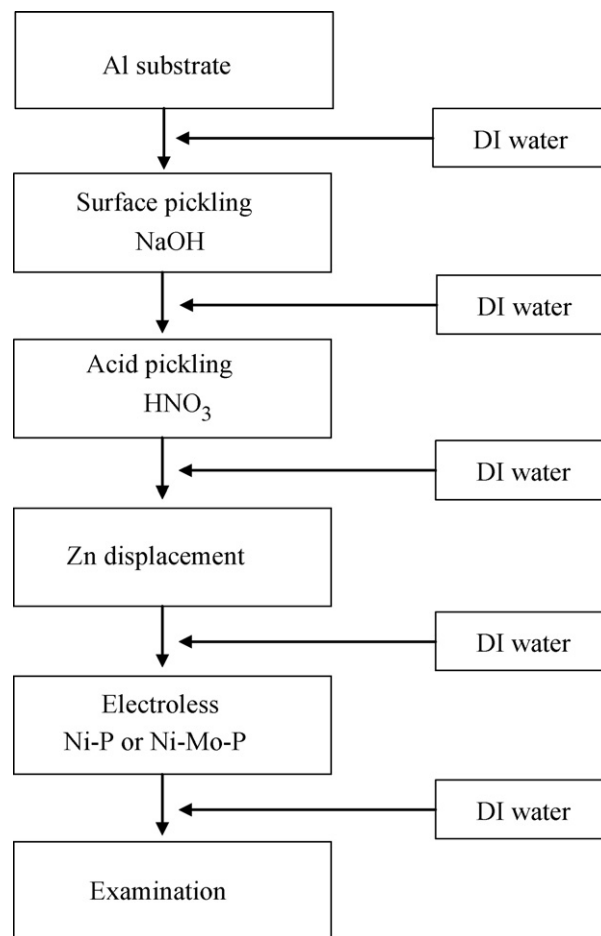 Al substrate
DI water
Surface pickling
NaOH
DI water
Acid pickling
HNO3
DI water
Zn displacement
DI water
Electroless
Ni-P or Ni-Mo-P
DI water
Examination